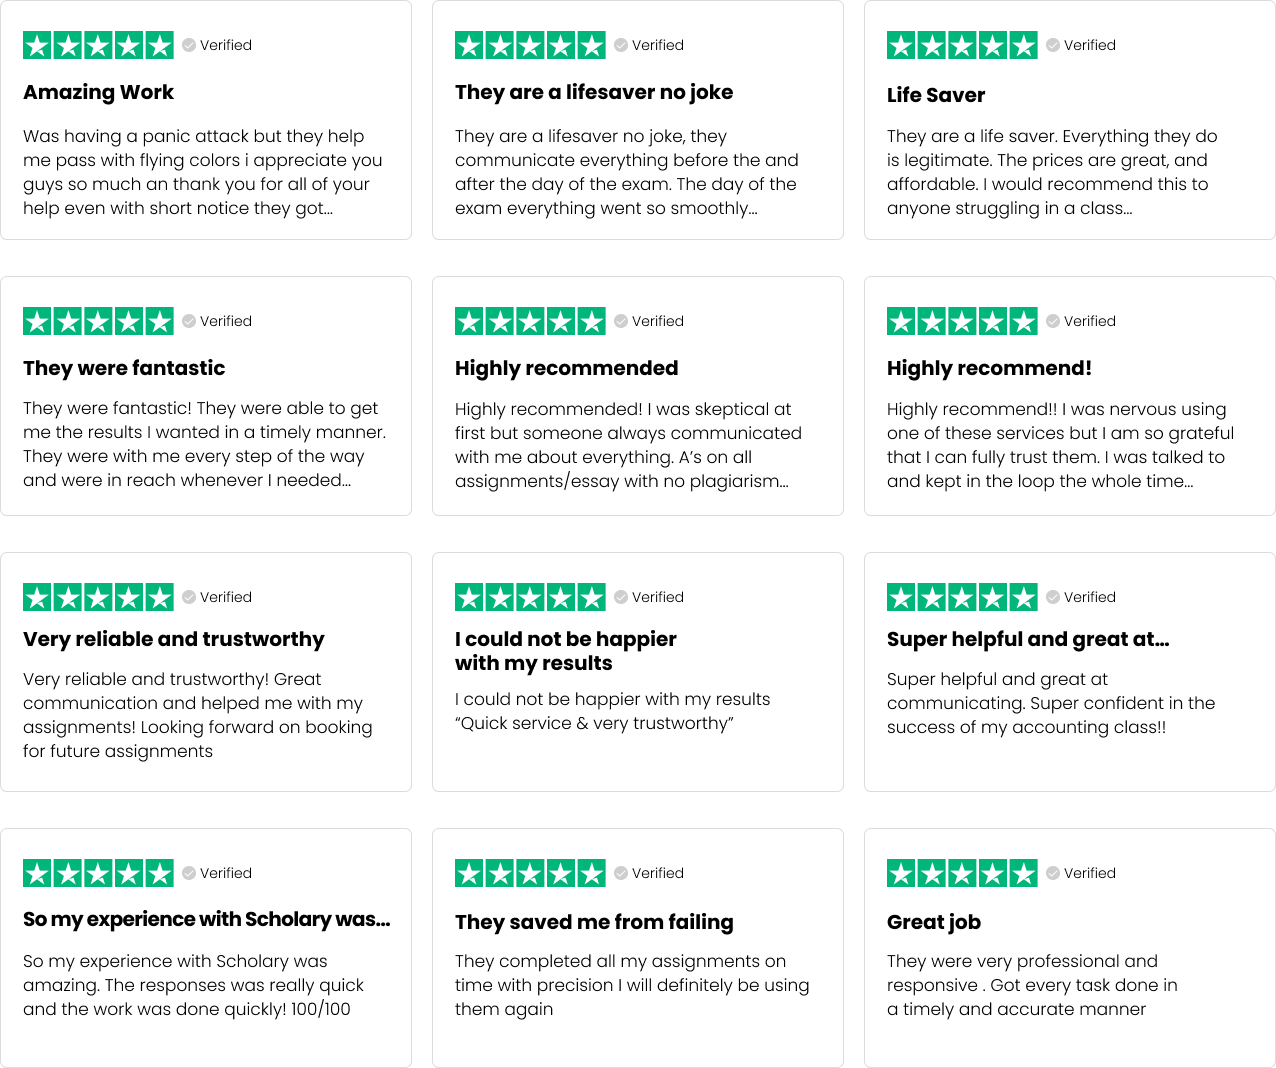 Verified
Amazing Work
Was having a panic attack but they help
me pass with flying colors i appreciate you
guys so much an thank you for all of your
help even with short notice they got...
Verified
They are a lifesaver no joke
They are a lifesaver no joke, they
communicate everything before the and
after the day of the exam. The day of the
exam everything went so smoothly...
Verified
Life Saver
They are a life saver. Everything they do
is legitimate. The prices are great, and
affordable. I would recommend this to
anyone struggling in a class...
Verified
They were fantastic
They were fantastic! They were able to get
me the results I wanted in a timely manner.
They were with me every step of the way
and were in reach whenever I needed...
Verified
Highly recommended
Highly recommended! I was skeptical at
first but someone always communicated
with me about everything. A’s on all
assignments/essay with no plagiarism...
Verified
Highly recommend!
Highly recommend!! I was nervous using
one of these services but I am so grateful
that I can fully trust them. I was talked to
and kept in the loop the whole time...
Verified
Very reliable and trustworthy
Very reliable and trustworthy! Great
communication and helped me with my
assignments! Looking forward on booking
for future assignments
Verified
I could not be happier
with my results
I could not be happier with my results
“Quick service & very trustworthy”
Verified
Super helpful and great at...
Super helpful and great at
communicating. Super confident in the
success of my accounting class!!
Verified
So my experience with Scholary was...
So my experience with Scholary was
amazing. The responses was really quick
and the work was done quickly! 100/100
Verified
They saved me from failing
They completed all my assignments on
time with precision I will definitely be using
them again
Verified
Great job
They were very professional and
responsive . Got every task done in
a timely and accurate manner